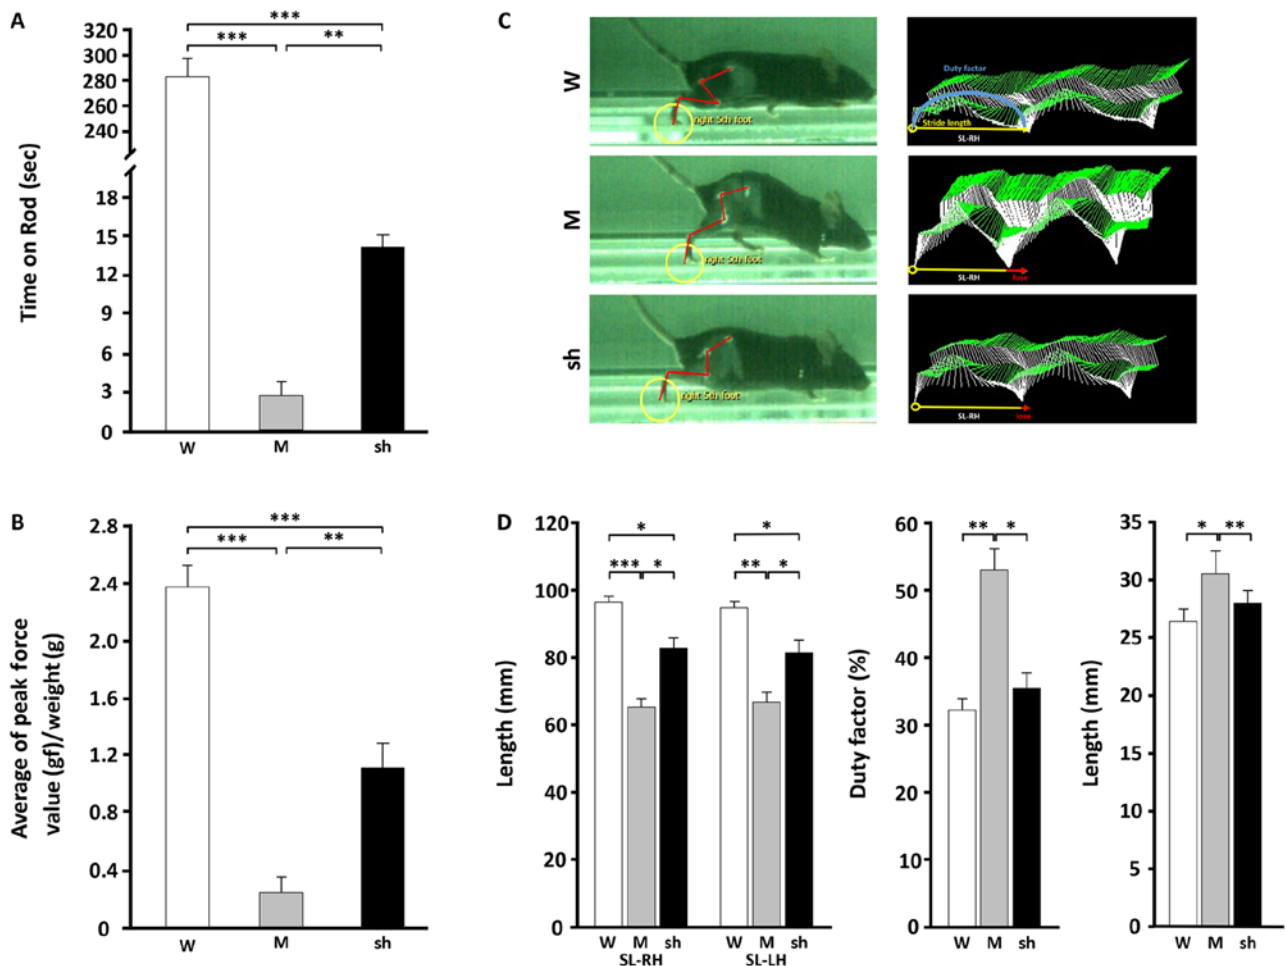 A
***
***
**
320
300
280
260
240
18
15
12
9
6
3
0
Time on Rod (sec)
W
M
sh
B
***
***
**
2.8
2.4
2.0
1.6
1.2
0.8
0.4
0
Average of peak force
value (gf)/weight (g)
W
M
sh
C
W
right 5th foot
Duty factor
Stride length
SL-RH
M
right 5th foot
SL-RH
lose
sh
right 5th foot
SL-RH
lose
D
*
***
*
*
**
*
120
100
80
60
40
20
0
Length (mm)
W M sh
SL-RH
W M sh
SL-LH
**
*
60
50
40
30
20
10
0
Duty factor (%)
W M sh
*
**
35
30
25
20
15
10
5
0
Length (mm)
W M sh